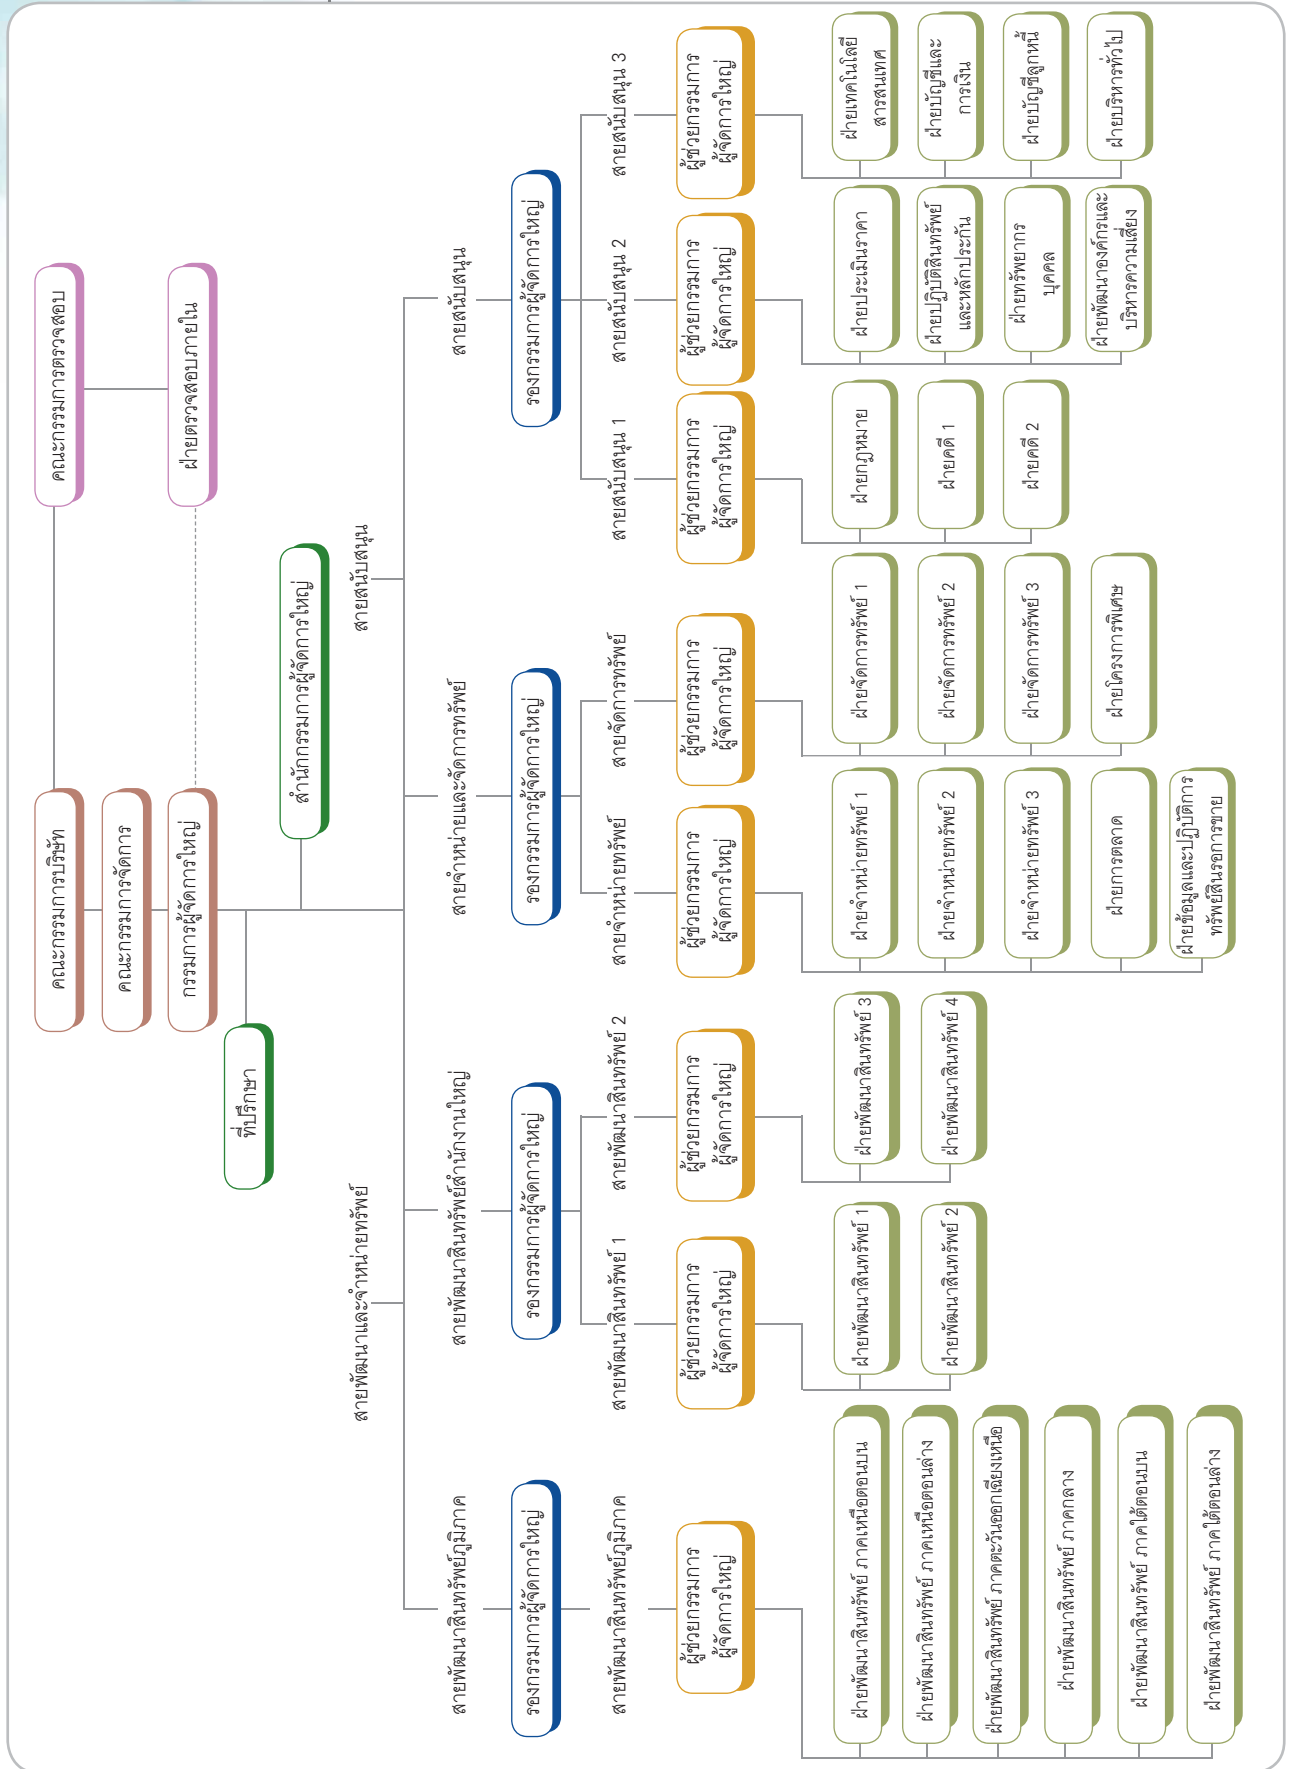 คณะกรรมการบริษัท
คณะกรรมการตรวจสอบ
คณะกรรมการจัดการ
กรรมการผู้จัดการใหญ่
ฝ่ายตรวจสอบภายใน
ที่ปรึกษา
สำนักกรรมการผู้จัดการใหญ่
สายพัฒนาและจำหน่ายทรัพย์
สายสนับสนุน
สายพัฒนาสินทรัพย์ภูมิภาค
สายพัฒนาสินทรัพย์สำนักงานใหญ่
สายจำหน่ายและจัดการทรัพย์
สายสนับสนุน
รองกรรมการผู้จัดการใหญ่
รองกรรมการผู้จัดการใหญ่
รองกรรมการผู้จัดการใหญ่
รองกรรมการผู้จัดการใหญ่
สายพัฒนาสินทรัพย์ภูมิภาค
สายพัฒนาสินทรัพย์ 1
สายพัฒนาสินทรัพย์ 2
สายจำหน่ายทรัพย์
สายจัดการทรัพย์
สายสนับสนุน 1
สายสนับสนุน 2
สายสนับสนุน 3
ผู้ช่วยกรรมการ
ผู้จัดการใหญ่
ผู้ช่วยกรรมการ
ผู้จัดการใหญ่
ผู้ช่วยกรรมการ
ผู้จัดการใหญ่
ผู้ช่วยกรรมการ
ผู้จัดการใหญ่
ผู้ช่วยกรรมการ
ผู้จัดการใหญ่
ผู้ช่วยกรรมการ
ผู้จัดการใหญ่
ผู้ช่วยกรรมการ
ผู้จัดการใหญ่
ผู้ช่วยกรรมการ
ผู้จัดการใหญ่
ฝ่ายพัฒนาสินทรัพย์ ภาคเหนือตอนบน
ฝ่ายพัฒนาสินทรัพย์ ภาคเหนือตอนล่าง
ฝ่ายพัฒนาสินทรัพย์ ภาคตะวันออกเฉียงเหนือ
ฝ่ายพัฒนาสินทรัพย์ ภาคกลาง
ฝ่ายพัฒนาสินทรัพย์ ภาคใต้ตอนบน
ฝ่ายพัฒนาสินทรัพย์ ภาคใต้ตอนล่าง
ฝ่ายพัฒนาสินทรัพย์ 1
ฝ่ายพัฒนาสินทรัพย์ 2
ฝ่ายพัฒนาสินทรัพย์ 3
ฝ่ายพัฒนาสินทรัพย์ 4
ฝ่ายจำหน่ายทรัพย์ 1
ฝ่ายจำหน่ายทรัพย์ 2
ฝ่ายจำหน่ายทรัพย์ 3
ฝ่ายการตลาด
ฝ่ายข้อมูลและปฏิบัติการ
ทรัพย์สินรอการขาย
ฝ่ายจัดการทรัพย์ 1
ฝ่ายจัดการทรัพย์ 2
ฝ่ายจัดการทรัพย์ 3
ฝ่ายโครงการพิเศษ
ฝ่ายกฎหมาย
ฝ่ายคดี 1
ฝ่ายคดี 2
ฝ่ายประเมินราคา
ฝ่ายปฏิบัติสินทรัพย์
และหลักประกัน
ฝ่ายทรัพยากร
บุคคล
ฝ่ายพัฒนาองค์กรและ
บริหารความเสี่ยง
ฝ่ายเทคโนโลยี
สารสนเทศ
ฝ่ายบัญชีและ
การเงิน
ฝ่ายบัญชีลูกหนี้
ฝ่ายบริหารทั่วไป